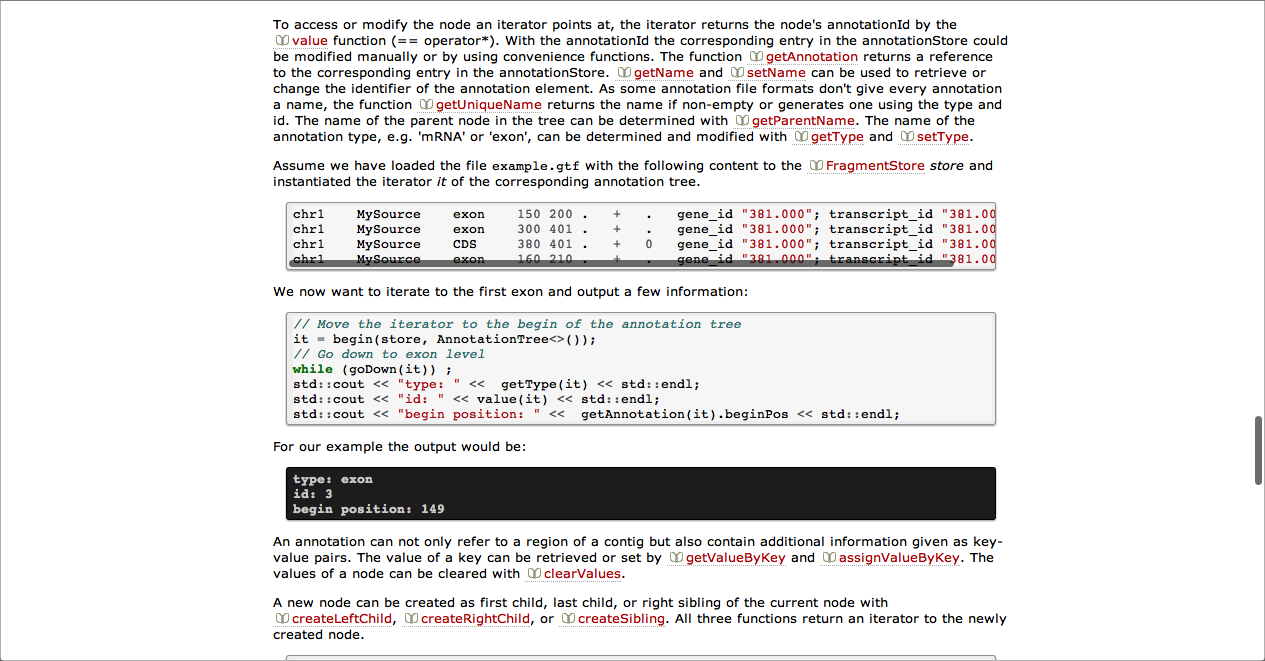 To access or modify the node an iterator points at, the iterator returns the node's annotationId by the
value function (== operator*). With the annotationId the corresponding entry in the annotationStore could
be modified manually or by using convenience functions. The function getAnnotation returns a reference
to the corresponding entry in the annotationStore. getName and setName can be used to retrieve or
change the identifier of the annotation element. As some annotation file formats don't give every annotation
a name, the function getUniqueName returns the name if non-empty or generates one using the type and
id. The name of the parent node in the tree can be determined with getParentName. The name of the
annotation type, e.g. 'mRNA' or 'exon', can be determined and modified with getType and setType.
Assume we have loaded the file example.gtf with the following content to the FragmentStore store and
instantiated the iterator it of the corresponding annotation tree.
chr1 MySource exon 150 200 . + . gene_id "381.000"; transcript_id "381.00
chr1 MySource exon 300 401 . + . gene_id "381.000"; transcript_id "381.00
chr1 MySource CDS 380 401 . + 0 gene_id "381.000"; transcript_id "381.00
chr1 MySource exon 160 210 . + . gene_id "381.000"; transcript_id "381.00
We now want to iterate to the first exon and output a few information:
// Move the iterator to the begin of the annotation tree
it = begin(store, AnnotationTree<>());
// Go down to exon level
while (goDown(it)) ;
std::cout << "type: " << getType(it) << std::endl;
std::cout << "id: " << value(it) << std::endl;
std::cout << "begin position: " << getAnnotation(it).beginPos << std::endl;
For our example the output would be:
type: exon
id: 3
begin position: 149
An annotation can not only refer to a region of a contig but also contain additional information given as key-
value pairs. The value of a key can be retrieved or set by getValueByKey and assignValueByKey. The
values of a node can be cleared with clearValues.
A new node can be created as first child, last child, or right sibling of the current node with
createLeftChild, createRightChild, or createSibling. All three functions return an iterator to the newly
created node.